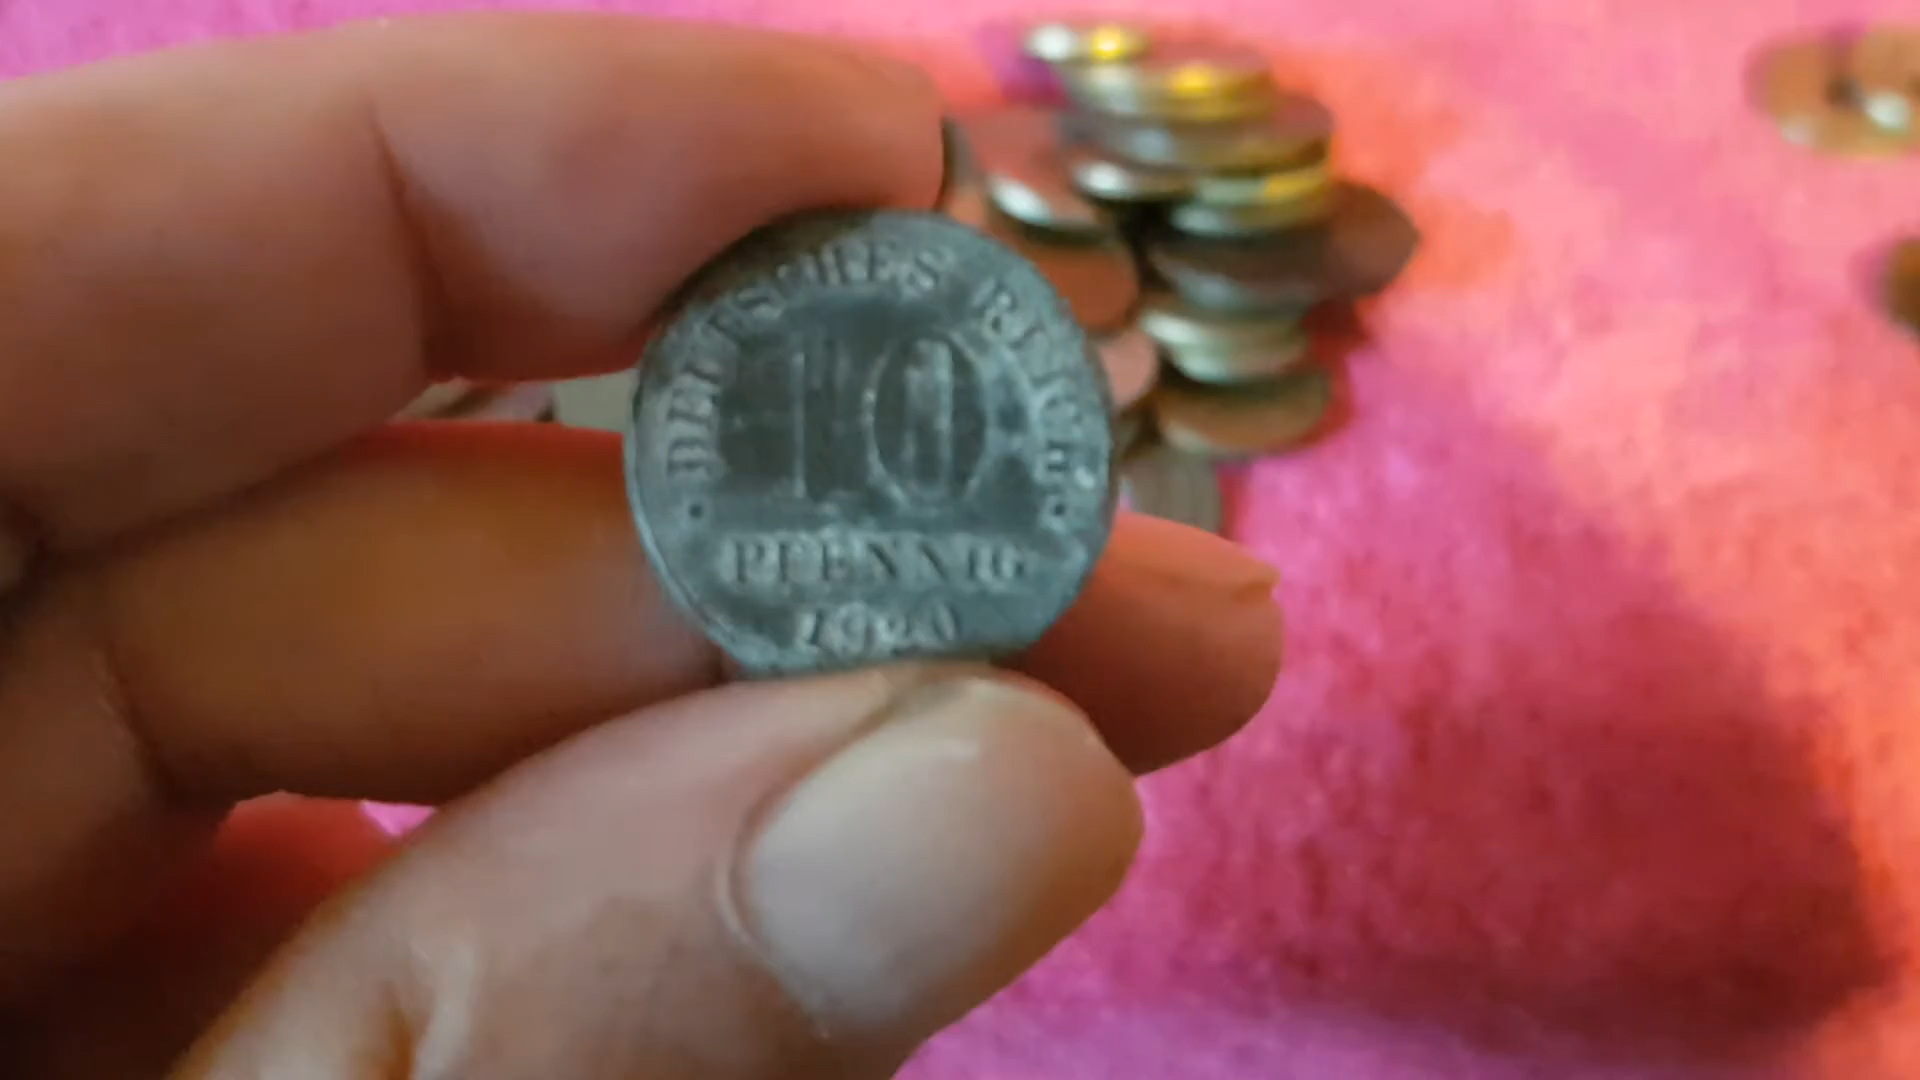 • DEUTSCHES REICH •
10
PFENNIG
1920